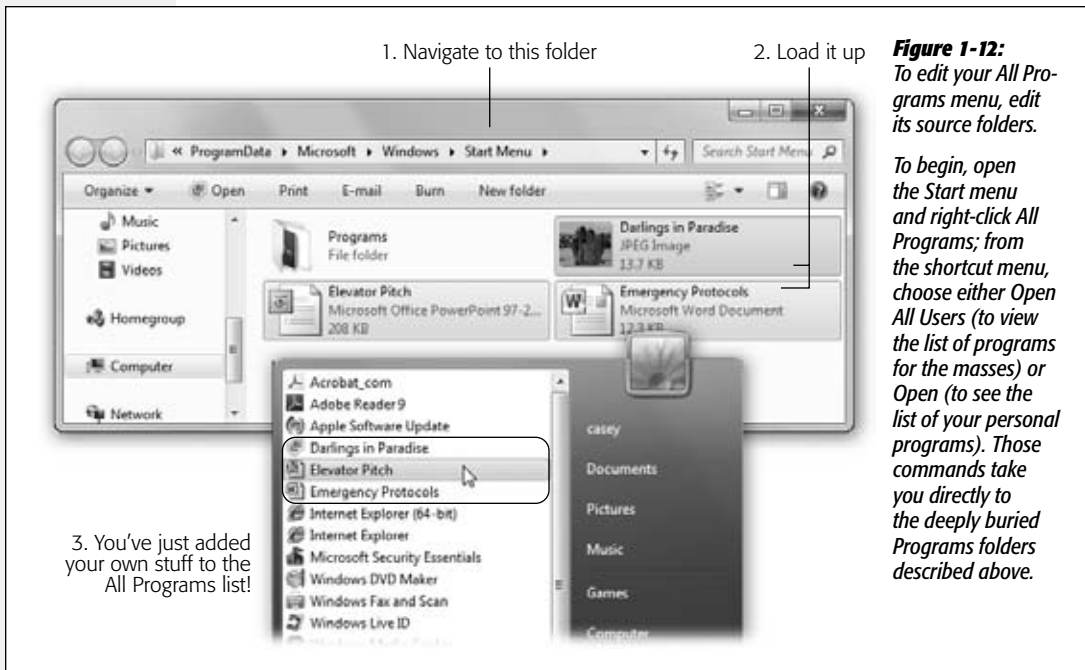 1. Navigate to this folder
2. Load it up
« ProgramData ▸ Microsoft ▸ Windows ▸ Start Menu ▸
Search Start Menu
Organize Open Print E-mail Burn New folder
Music
Pictures
Videos
Homegroup
Computer
Network
Programs
File folder
Darlings in Paradise
JPEG Image
13.7 KB
Elevator Pitch
Microsoft Office PowerPoint 97-2...
208 KB
Emergency Protocols
Microsoft Word Document
Acrobat_com
Adobe Reader 9
Apple Software Update
Darlings in Paradise
Elevator Pitch
Emergency Protocols
Internet Explorer (64-bit)
Internet Explorer
Microsoft Security Essentials
Windows DVD Maker
Windows Fax and Scan
Windows Live ID
casey
Documents
Pictures
Music
Games
Computer
3. You've just added
your own stuff to the
All Programs list!
Figure 1-12:
To edit your All Pro-
grams menu, edit
its source folders.
To begin, open
the Start menu
and right-click All
Programs; from
the shortcut menu,
choose either Open
All Users (to view
the list of programs
for the masses) or
Open (to see the
list of your personal
programs). Those
commands take
you directly to
the deeply buried
Programs folders
described above.